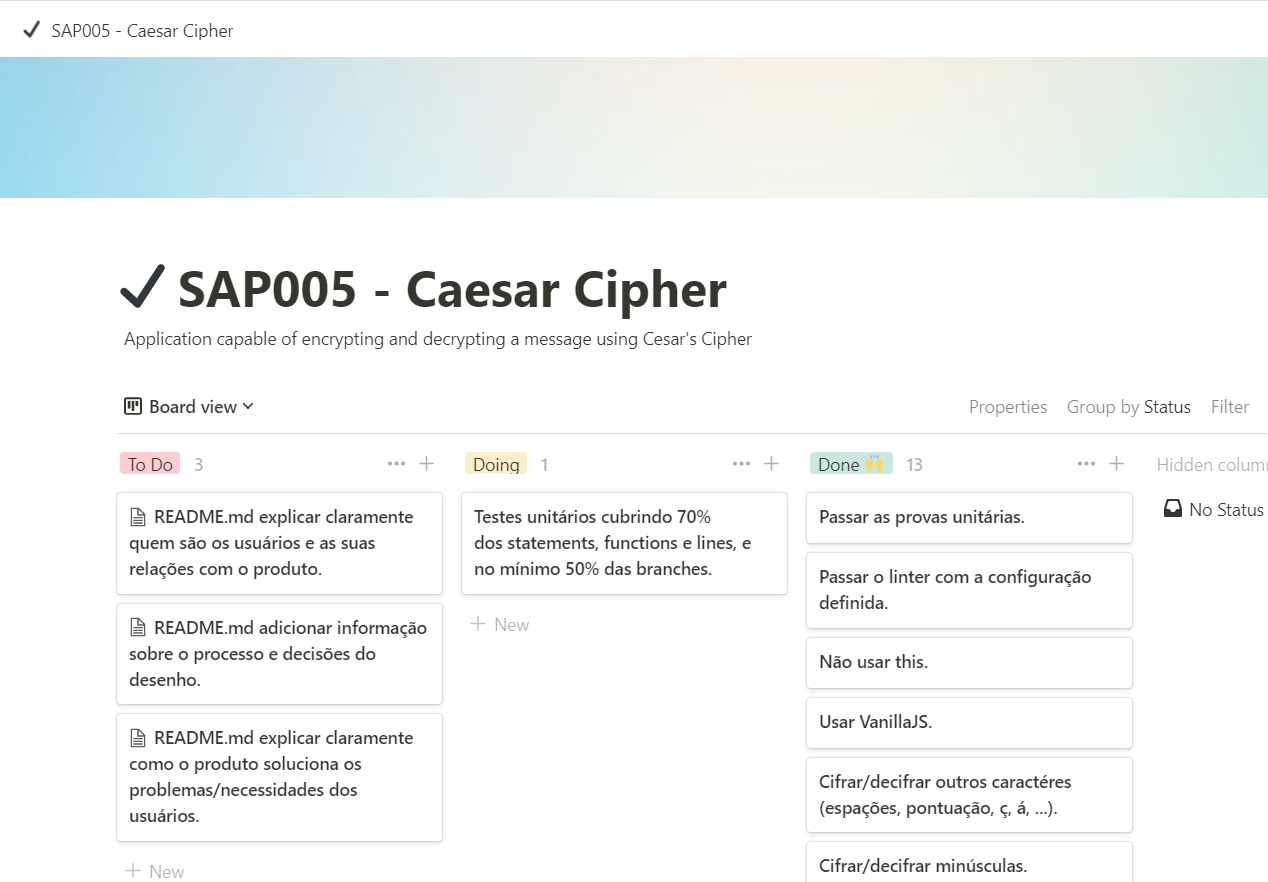 SAP005 - Caesar Cipher
SAP005 - Caesar Cipher
Application capable of encrypting and decrypting a message using Cesar's Cipher
Board view
Properties Group by Status Filter
To Do 3
README.md explicar claramente
quem são os usuários e as suas
relações com o produto.
README.md adicionar informação
sobre o processo e decisões do
desenho.
README.md explicar claramente
como o produto soluciona os
problemas/necessidades dos
usuários.
+ New
Doing 1
Testes unitários cubrindo 70%
dos statements, functions e lines, e
no mínimo 50% das branches.
+ New
Done 🙌 13
Passar as provas unitárias.
Passar o linter com a configuração
definida.
Não usar this.
Usar VanillaJS.
Cifrar/decifrar outros caractéres
(espações, pontuação, ç, á, ...).
Cifrar/decifrar minúsculas.
Hidden
No Status